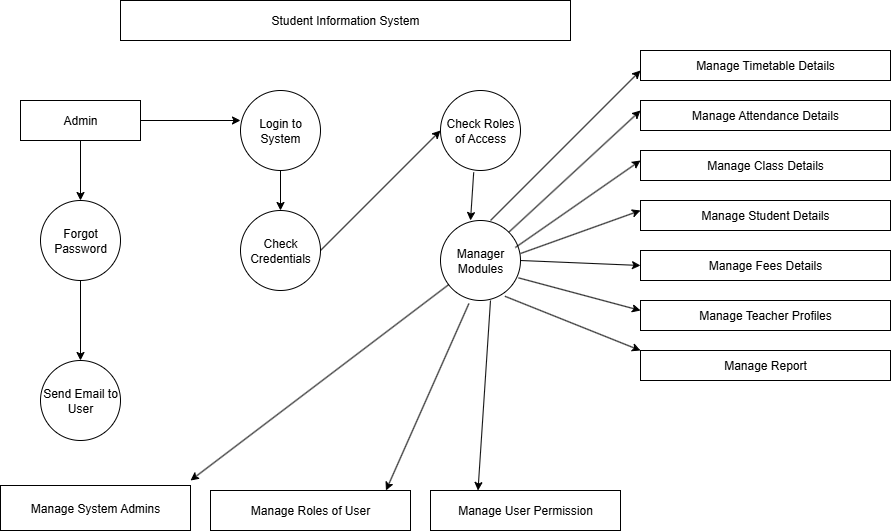 Student Information System
Manage Timetable Details
Admin
Login to
System
Check Roles
of Access
Manage Attendance Details
Manage Class Details
Manage Student Details
Forgot
Password
Check
Credentials
Manager
Modules
Manage Fees Details
Manage Teacher Profiles
Manage Report
Send Email to
User
Manage System Admins
Manage Roles of User
Manage User Permission